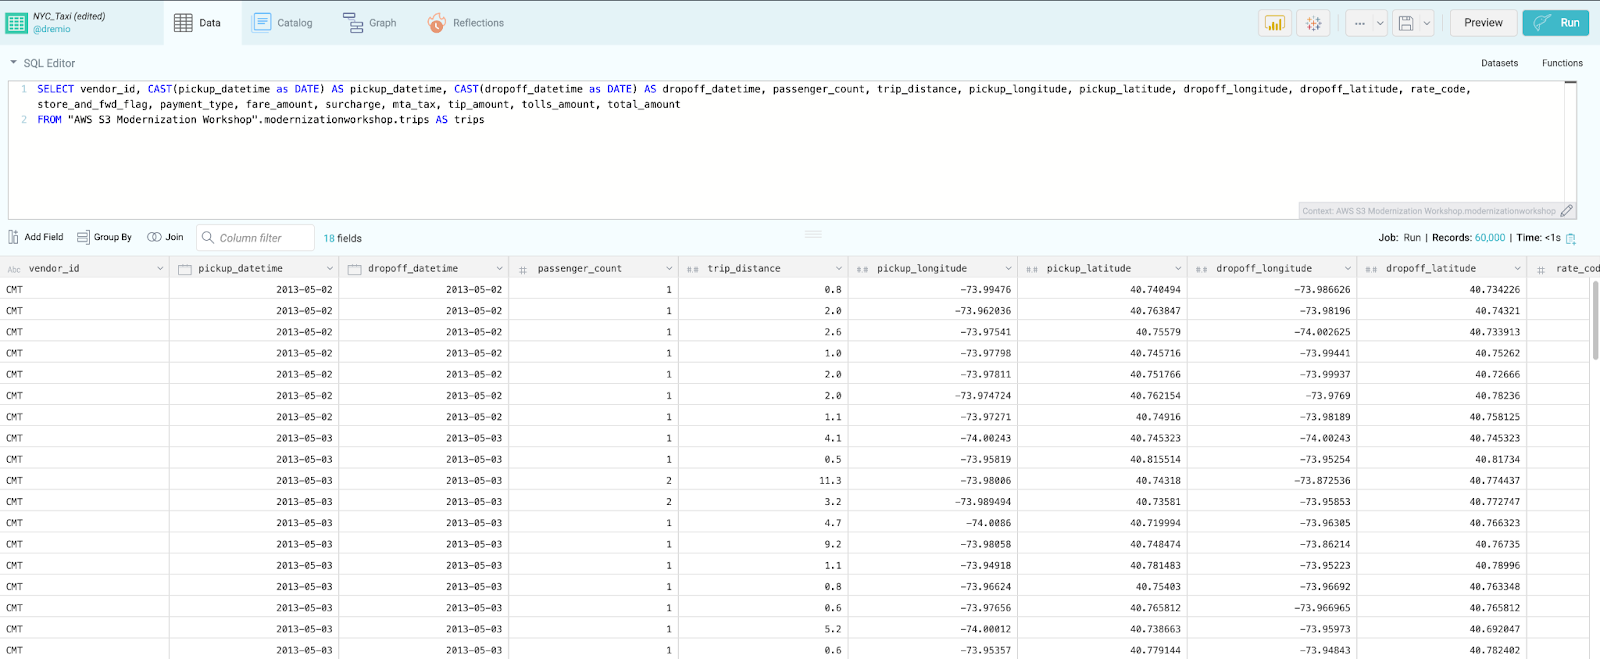 NYC_Taxi (edited)
@dremio
Data
Catalog
Graph
Reflections
...
Preview
Run
SQL Editor
Datasets
Functions
1 SELECT vendor_id, CAST(pickup_datetime as DATE) AS pickup_datetime, CAST(dropoff_datetime as DATE) AS dropoff_datetime, passenger_count, trip_distance, pickup_longitude, pickup_latitude, dropoff_longitude, dropoff_latitude, rate_code,
store_and_fwd_flag, payment_type, fare_amount, surcharge, mta_tax, tip_amount, tolls_amount, total_amount
2 FROM "AWS S3 Modernization Workshop".modernizationworkshop.trips AS trips
Context: AWS S3 Modernization Workshop.modernizationworkshop
Add Field Group By Join Column filter 18 fields Job: Run | Records: 60,000 | Time: <1s
Abc vendor_id pickup_datetime dropoff_datetime # passenger_count #.# trip_distance #.# pickup_longitude #.# pickup_latitude #.# dropoff_longitude #.# dropoff_latitude # rate_cod
CMT 2013-05-02 2013-05-02 1 0.8 -73.99476 40.740494 -73.986626 40.734226
CMT 2013-05-02 2013-05-02 1 2.0 -73.962036 40.763847 -73.98196 40.74321
CMT 2013-05-02 2013-05-02 1 2.6 -73.97541 40.75579 -74.002625 40.733913
CMT 2013-05-02 2013-05-02 1 1.0 -73.97798 40.745716 -73.99441 40.75262
CMT 2013-05-02 2013-05-02 1 2.0 -73.97811 40.751766 -73.99937 40.72666
CMT 2013-05-02 2013-05-02 1 2.0 -73.974724 40.762154 -73.9769 40.78236
CMT 2013-05-02 2013-05-02 1 1.1 -73.97271 40.74916 -73.98189 40.758125
CMT 2013-05-03 2013-05-03 1 4.1 -74.00243 40.745323 -74.00243 40.745323
CMT 2013-05-03 2013-05-03 1 0.5 -73.95819 40.815514 -73.95254 40.81734
CMT 2013-05-03 2013-05-03 2 11.3 -73.98006 40.74318 -73.872536 40.774437
CMT 2013-05-03 2013-05-03 2 3.2 -73.989494 40.73581 -73.95853 40.772747
CMT 2013-05-03 2013-05-03 1 4.7 -74.0086 40.719994 -73.96305 40.766323
CMT 2013-05-03 2013-05-03 1 9.2 -73.98058 40.748474 -73.86214 40.76735
CMT 2013-05-03 2013-05-03 1 1.1 -73.94918 40.781483 -73.95223 40.78996
CMT 2013-05-03 2013-05-03 1 0.8 -73.96624 40.75403 -73.96692 40.763348
CMT 2013-05-03 2013-05-03 1 0.6 -73.97656 40.765812 -73.966965 40.765812
CMT 2013-05-03 2013-05-03 1 5.2 -74.00012 40.738663 -73.95973 40.692047
CMT 2013-05-03 2013-05-03 1 0.6 -73.95357 40.779144 -73.94843 40.782402